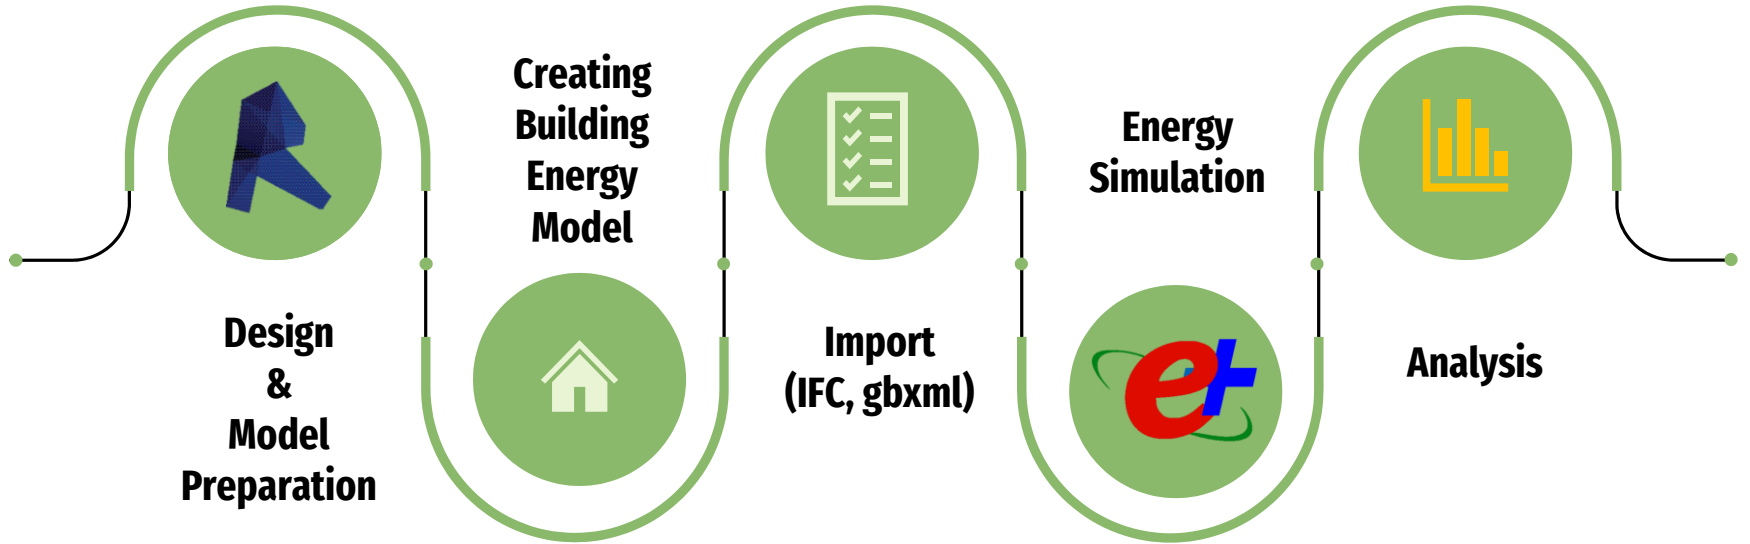 Design
&
Model
Preparation
Creating
Building
Energy
Model
Import
(IFC, gbxml)
Energy
Simulation
e+
Analysis